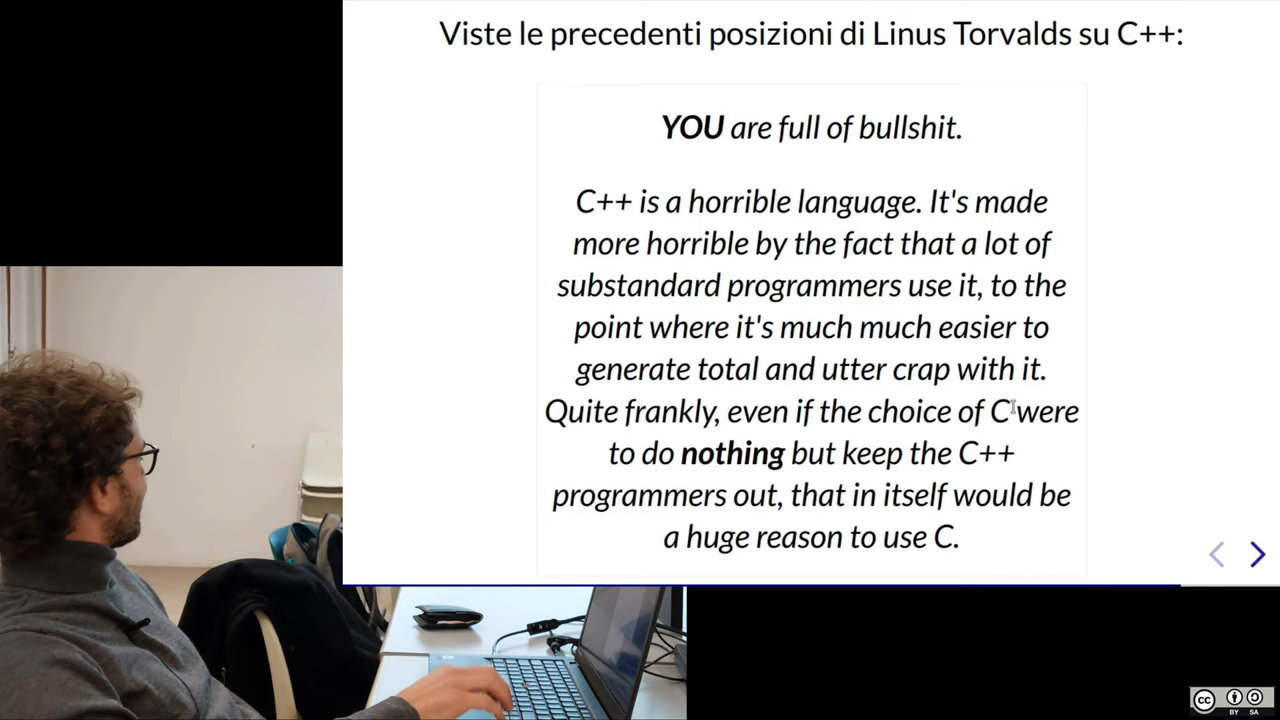 Viste le precedenti posizioni di Linus Torvalds su C++:
YOU are full of bullshit.
C++ is a horrible language. It's made
more horrible by the fact that a lot of
substandard programmers use it, to the
point where it's much much easier to
generate total and utter crap with it.
Quite frankly, even if the choice of C were
to do nothing but keep the C++
programmers out, that in itself would be
a huge reason to use C.
CC
BY SA